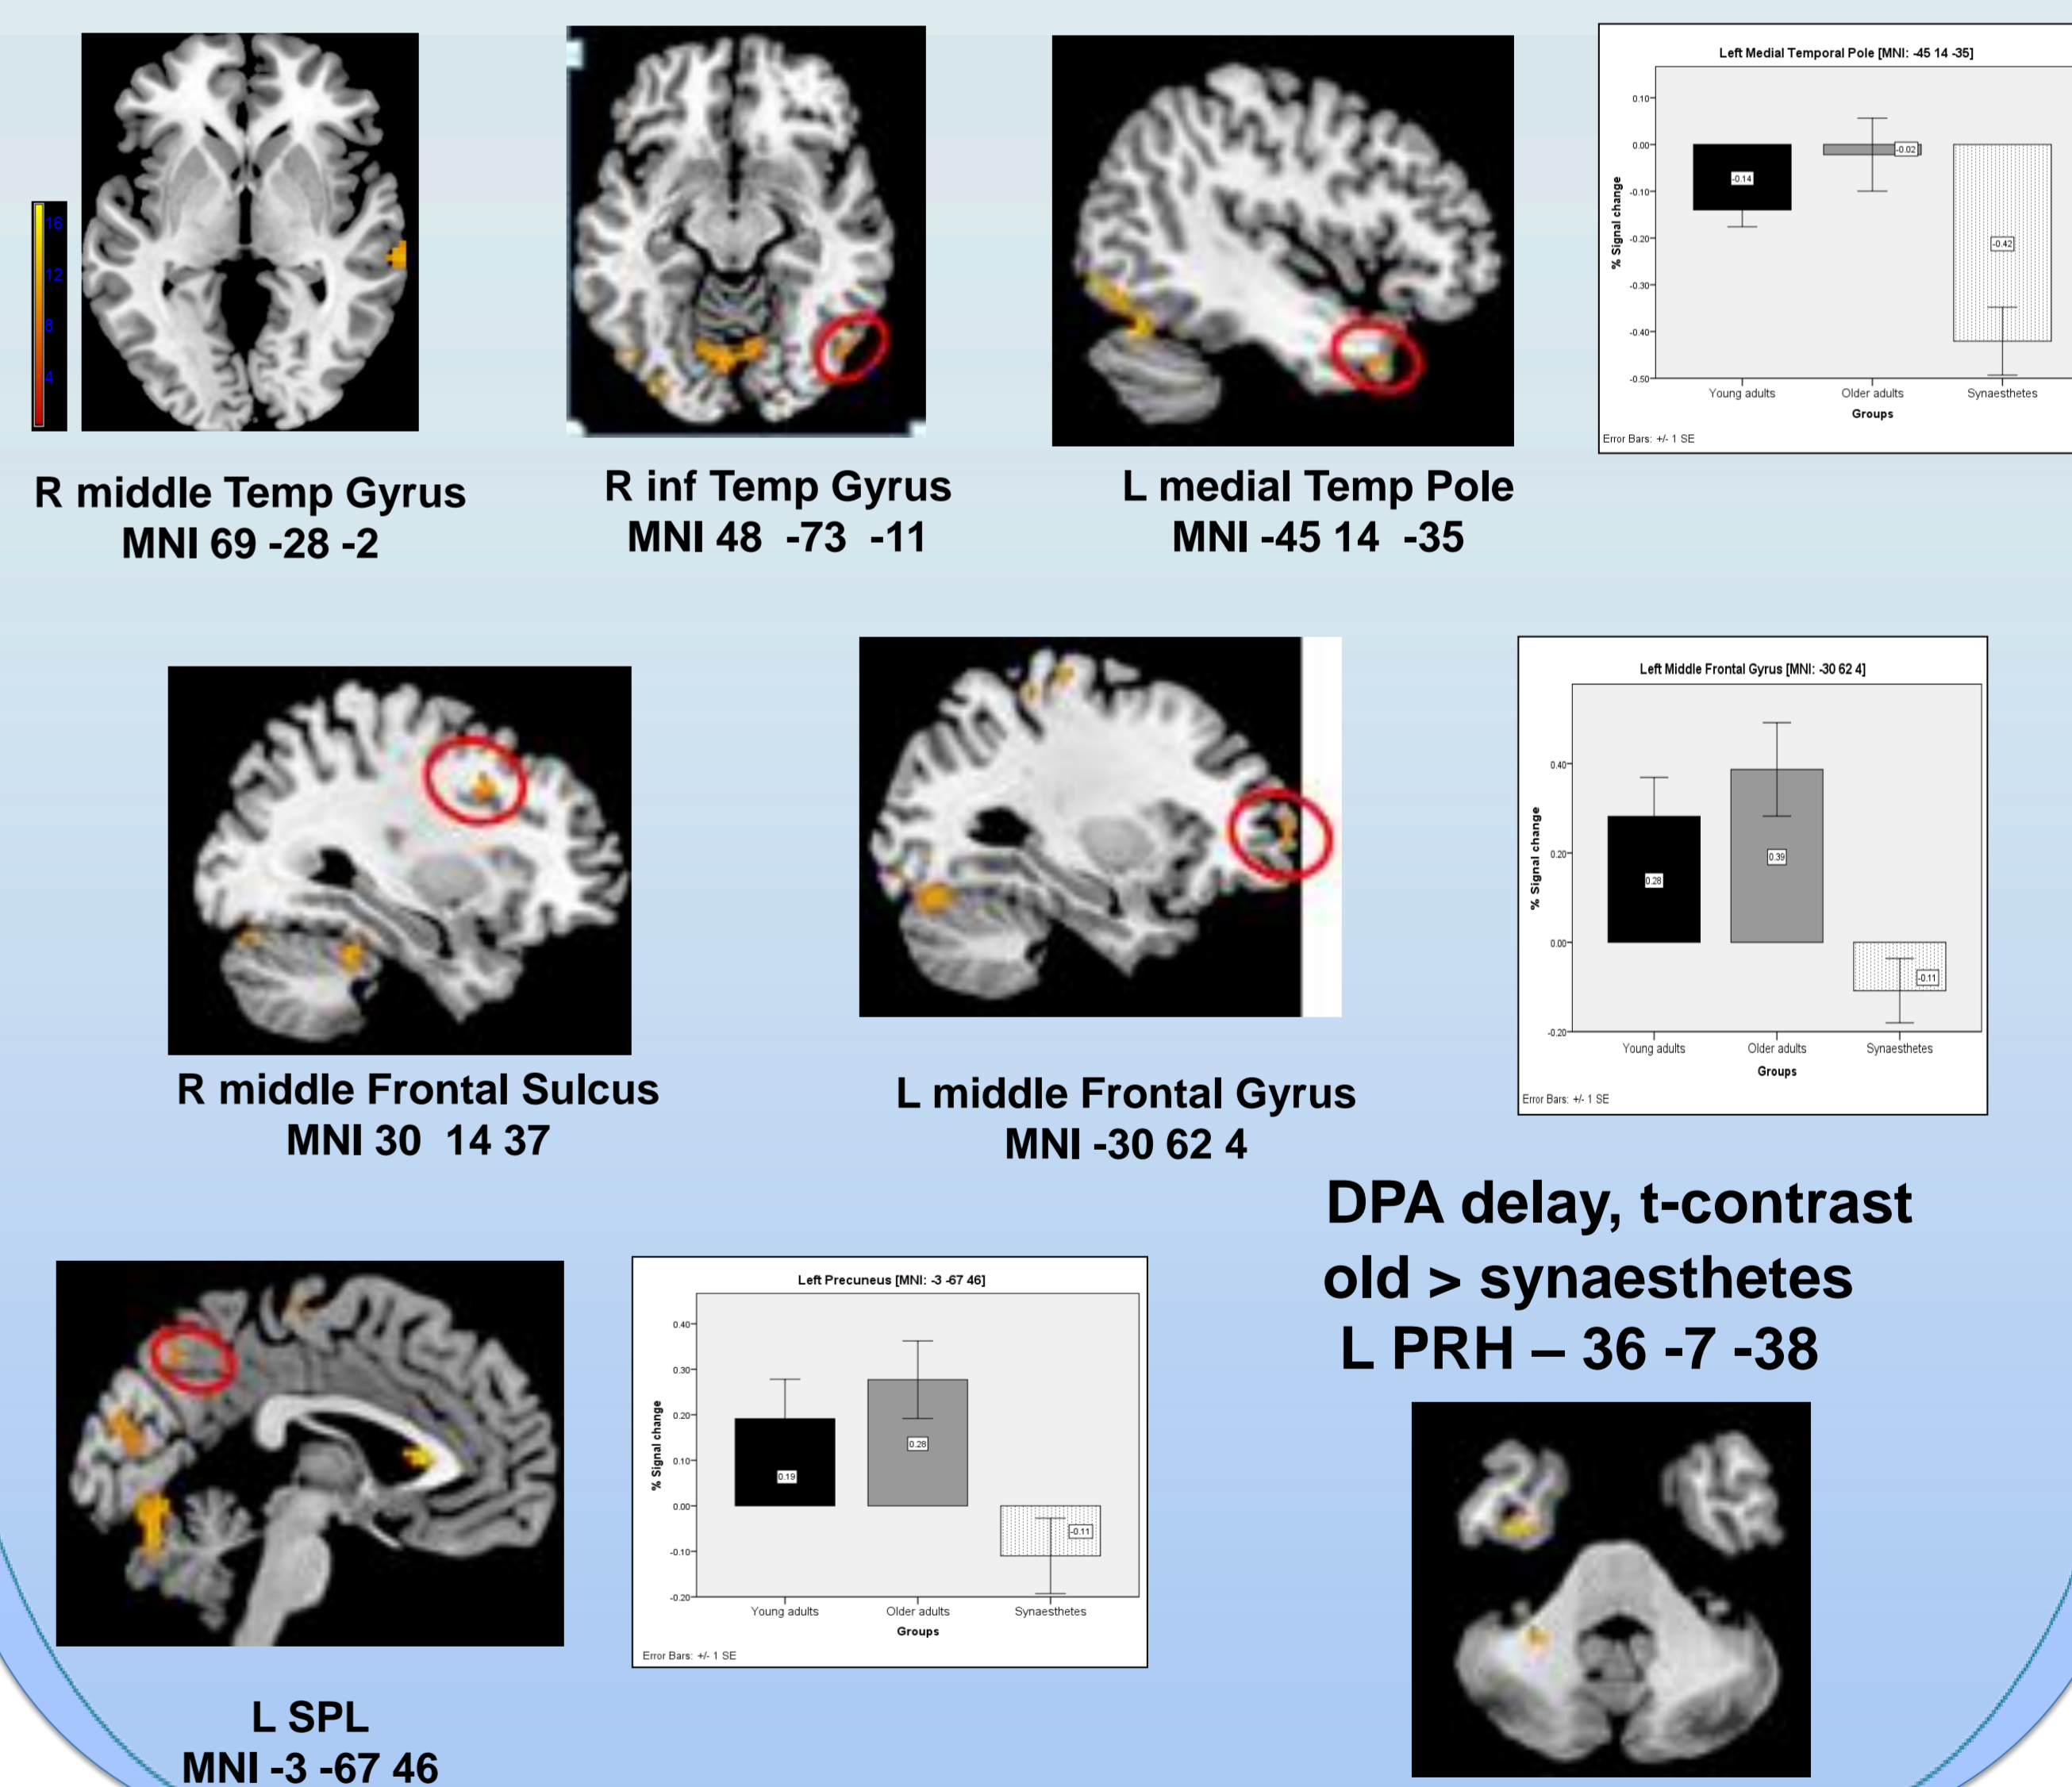 16
12
8
4
R middle Temp Gyrus
MNI 69 -28 -2
R inf Temp Gyrus
MNI 48 -73 -11
L medial Temp Pole
MNI -45 14 -35
Left Medial Temporal Pole [MNI: -45 14 -35]
% Signal change
0.10
0.00
-0.10
-0.20
-0.30
-0.40
-0.50
-0.14
-0.02
-0.42
Young adults
Older adults
Synaesthetes
Groups
Error Bars: +/- 1 SE
R middle Frontal Sulcus
MNI 30 14 37
L middle Frontal Gyrus
MNI -30 62 4
Left Middle Frontal Gyrus [MNI: -30 62 4]
% Signal change
0.40
0.20
0.00
-0.20
0.28
0.39
-0.11
Young adults
Older adults
Synaesthetes
Groups
Error Bars: +/- 1 SE
L SPL
MNI -3 -67 46
Left Precuneus [MNI: -3 -67 46]
% Signal change
0.40
0.30
0.20
0.10
0.00
-0.10
-0.20
0.19
0.28
-0.11
Young adults
Older adults
Synaesthetes
Groups
Error Bars: +/- 1 SE
DPA delay, t-contrast
old > synaesthetes
L PRH – 36 -7 -38